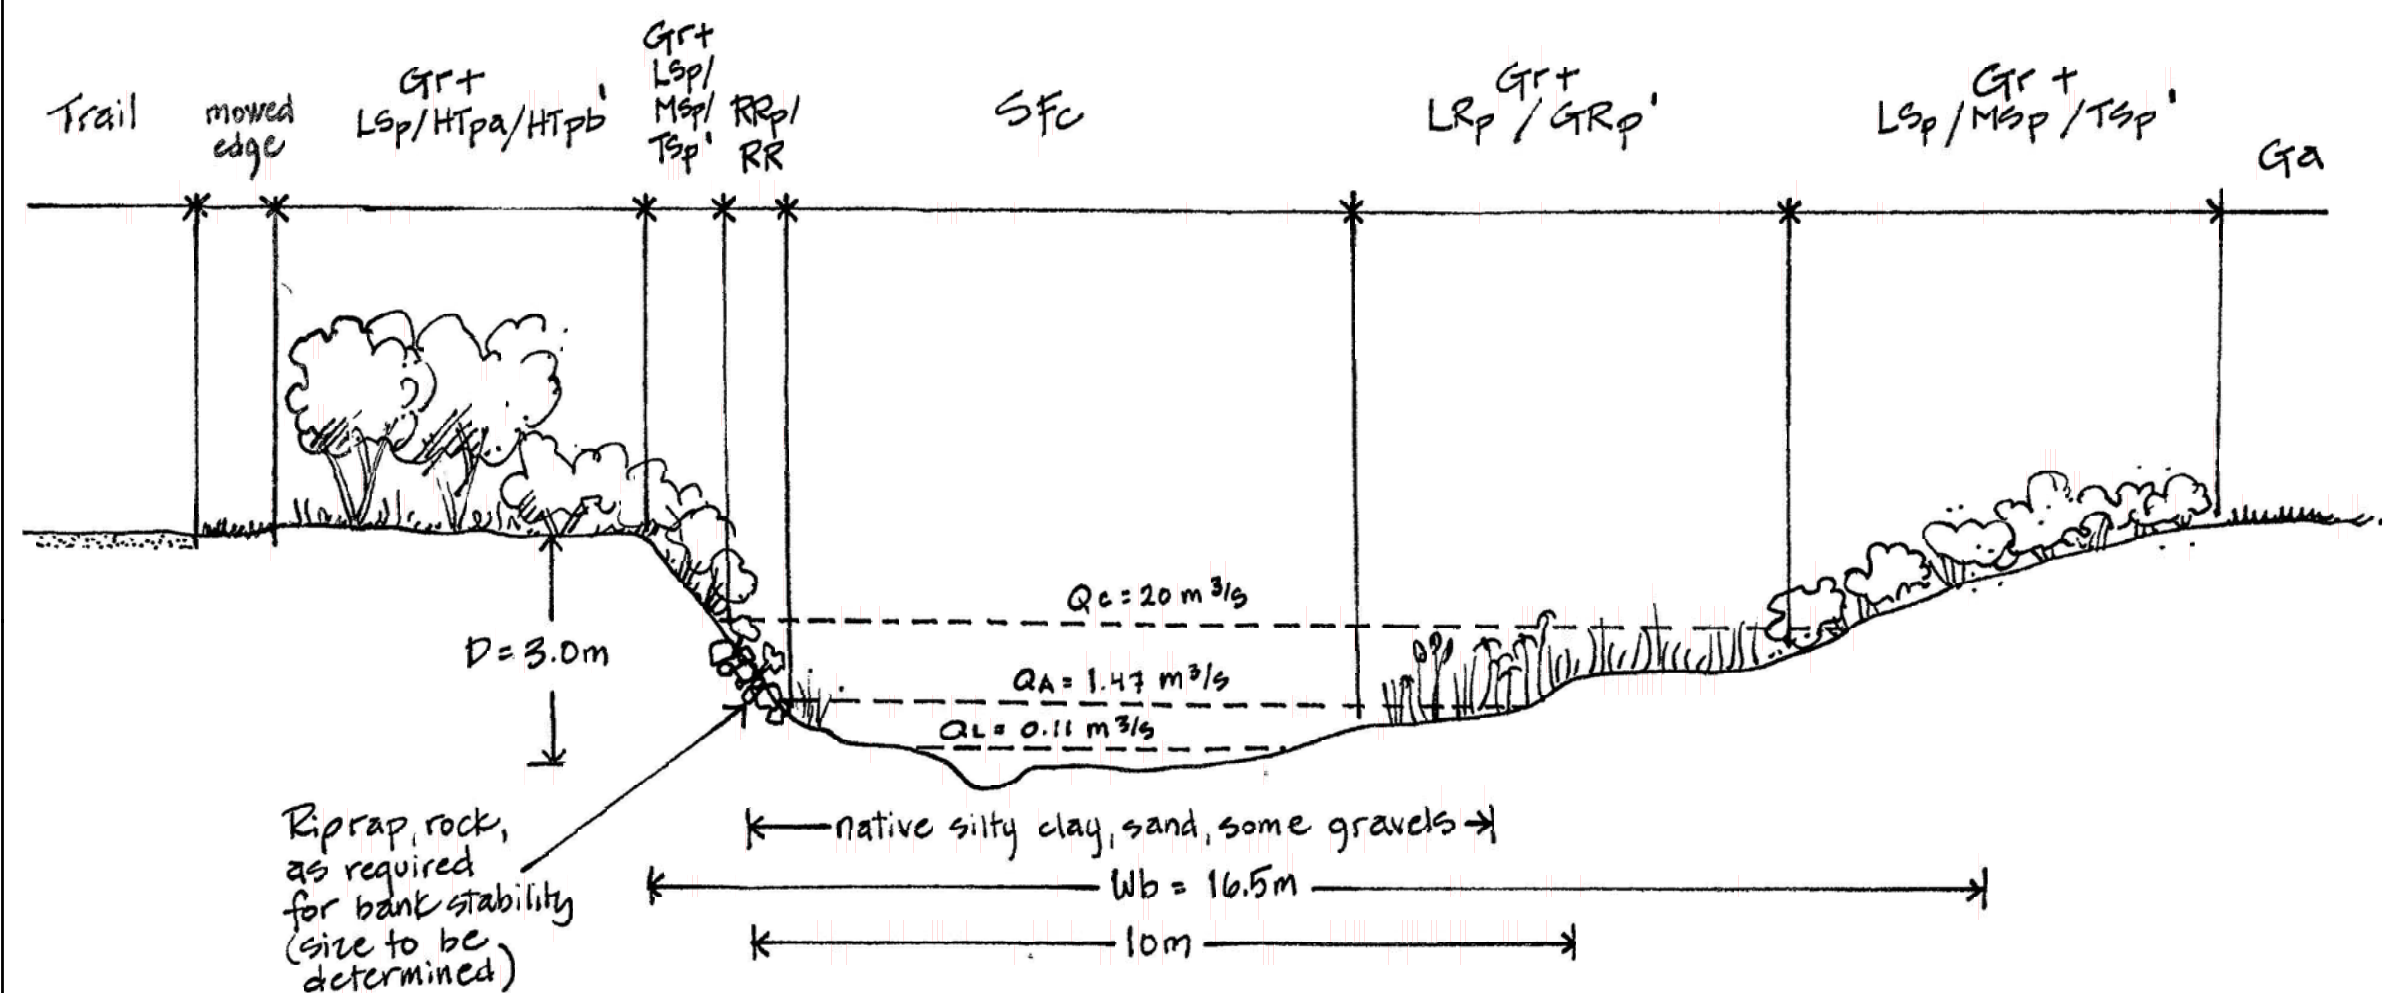 Trail
mowed
edge
Gr+
LSp/HTpa/HTpb'
Gr+
LSp/
MSp/
TSp'
RRp/
RR
SFc
Gr+
LRp/GRp'
Gr+
LSp/MSp/TSp'
Ga
Qc = 20 m³/s
D = 3.0m
QA = 1.47 m³/s
QL = 0.11 m³/s
Riprap, rock,
as required
for bank stability
(size to be
determined)
native silty clay, sand, some gravels
Wb = 16.5m
10m